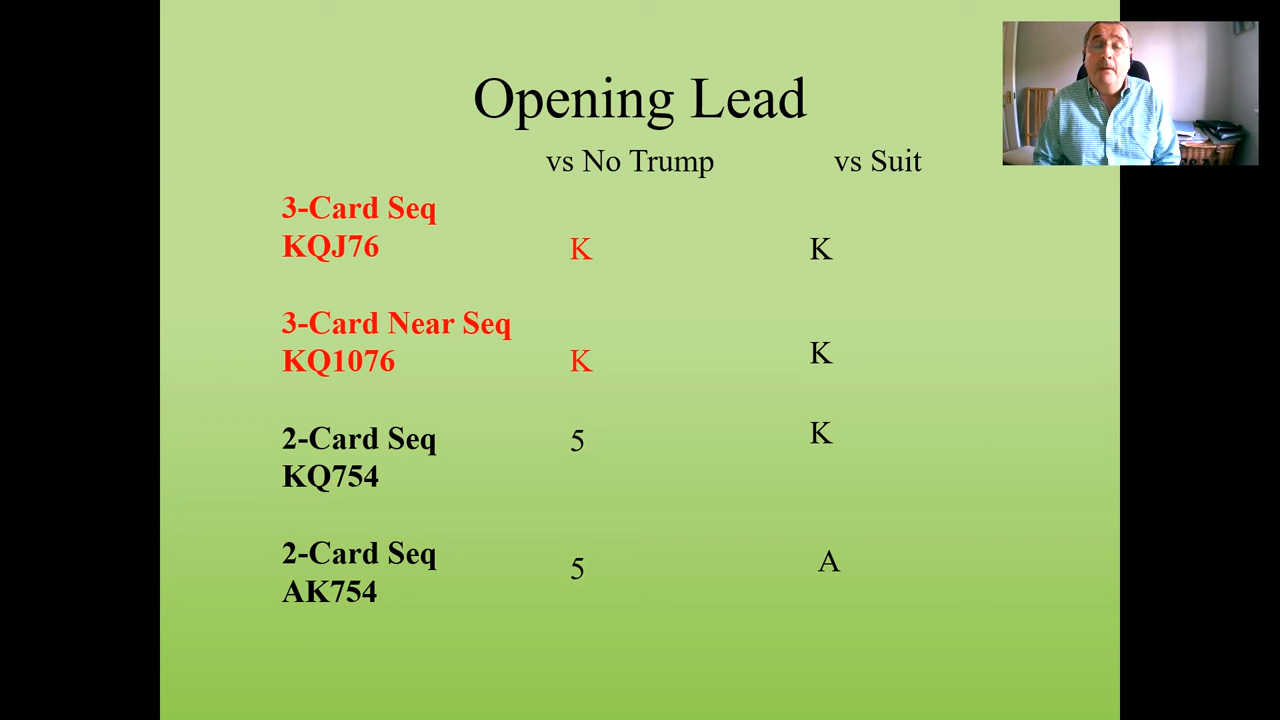 Opening Lead
vs No Trump vs Suit
3-Card Seq
KQJ76 K K
3-Card Near Seq
KQ1076 K K
2-Card Seq
KQ754 5 K
2-Card Seq
AK754 5 A